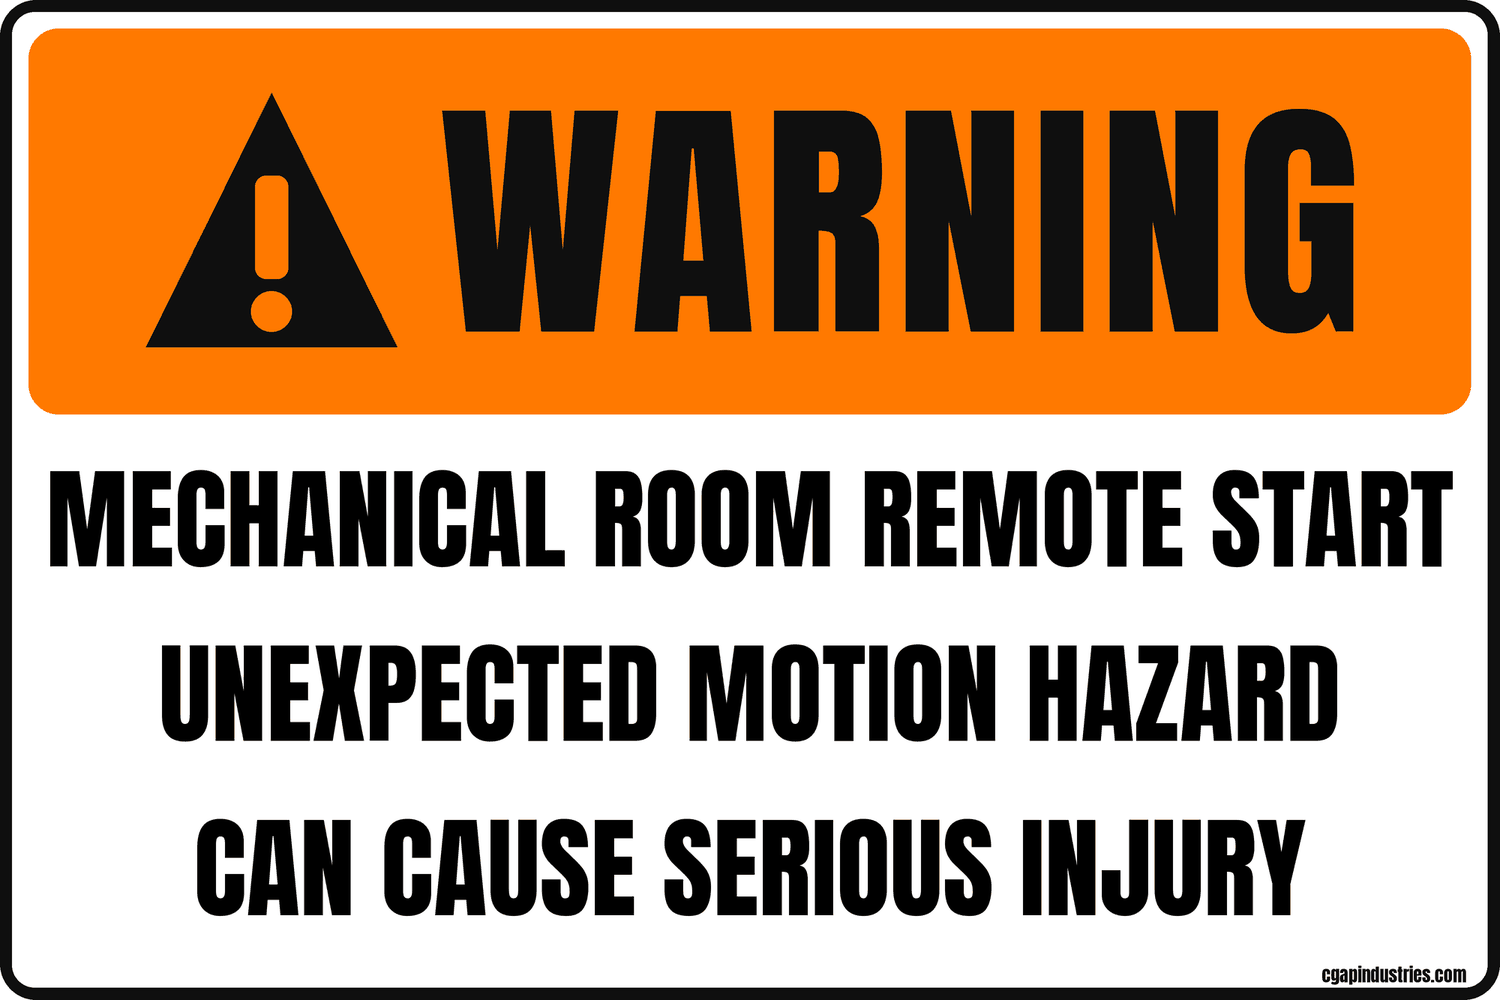 WARNING
MECHANICAL ROOM REMOTE START
UNEXPECTED MOTION HAZARD
CAN CAUSE SERIOUS INJURY
cgapindustries.com